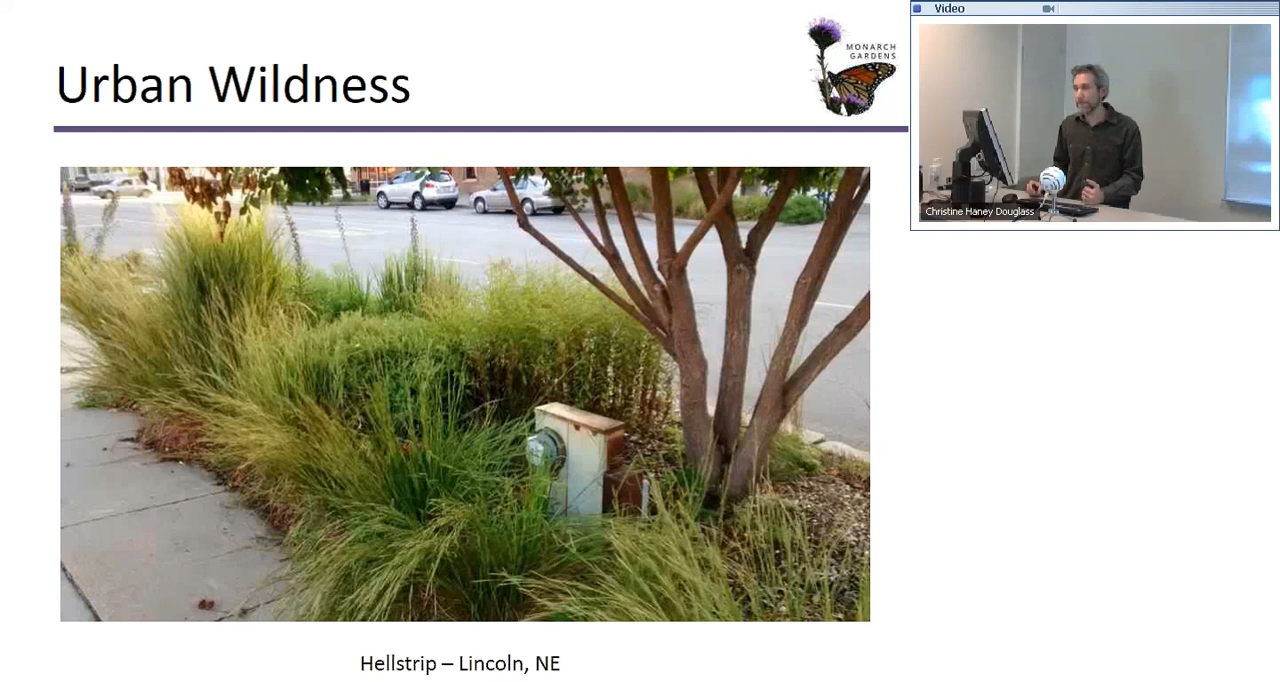 Urban Wildness
MONARCH
GARDENS
Video
Christine Haney Douglass
Hellstrip – Lincoln, NE